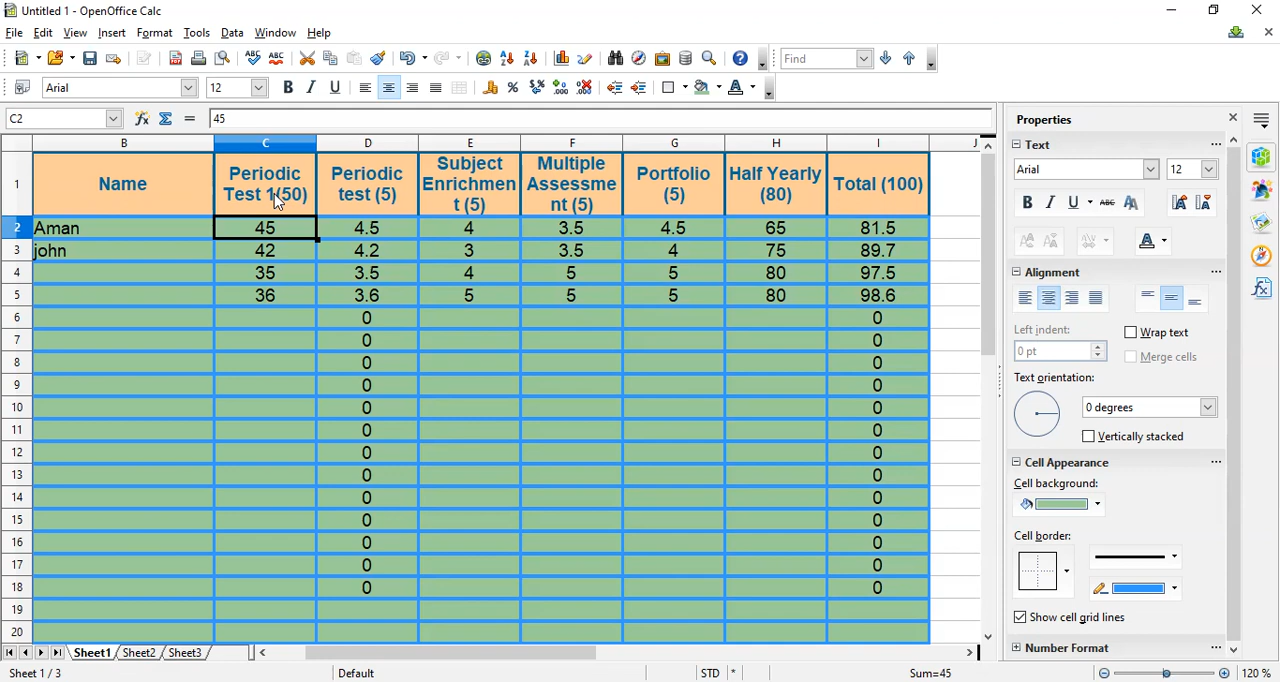 Untitled 1 - OpenOffice Calc
File Edit View Insert Format Tools Data Window Help
Find
Arial 12
C2 45
B C D E F G H I J
1 Name Periodic Test 1(50) Periodic test (5) Subject Enrichmen t (5) Multiple Assessme nt (5) Portfolio (5) Half Yearly (80) Total (100)
2 Aman 45 4.5 4 3.5 4.5 65 81.5
3 john 42 4.2 3 3.5 4 75 89.7
4 35 3.5 4 5 5 80 97.5
5 36 3.6 5 5 5 80 98.6
6 0 0
7 0 0
8 0 0
9 0 0
10 0 0
11 0 0
12 0 0
13 0 0
14 0 0
15 0 0
16 0 0
17 0 0
18 0 0
19
20
Sheet1 Sheet2 Sheet3
Sheet 1 / 3 Default STD * Sum=45 120 %
Properties
Text
Arial 12
Alignment
Left indent:
0 pt
Wrap text
Merge cells
Text orientation:
0 degrees
Vertically stacked
Cell Appearance
Cell background:
Cell border:
Show cell grid lines
Number Format